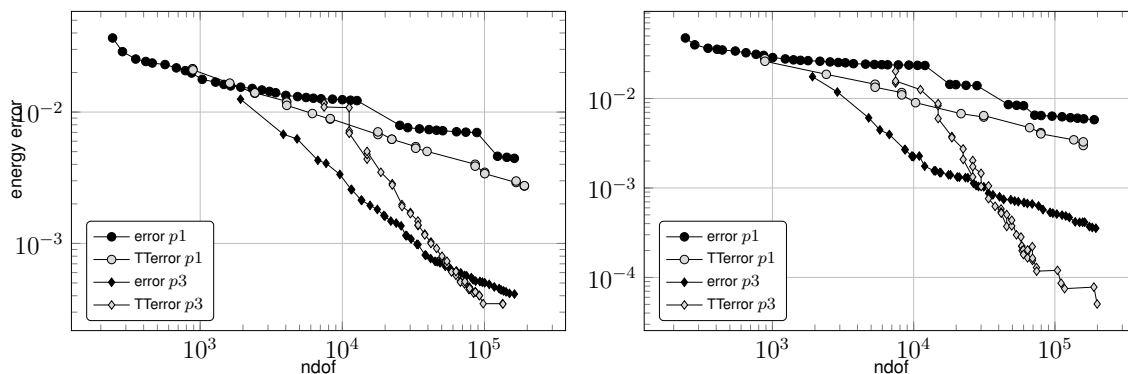 10^{-2}
10^{-3}
energy error
error p1
TTerror p1
error p3
TTerror p3
10^3
10^4
10^5
ndof
10^{-1}
10^{-2}
10^{-3}
10^{-4}
error p1
TTerror p1
error p3
TTerror p3
10^3
10^4
10^5
ndof